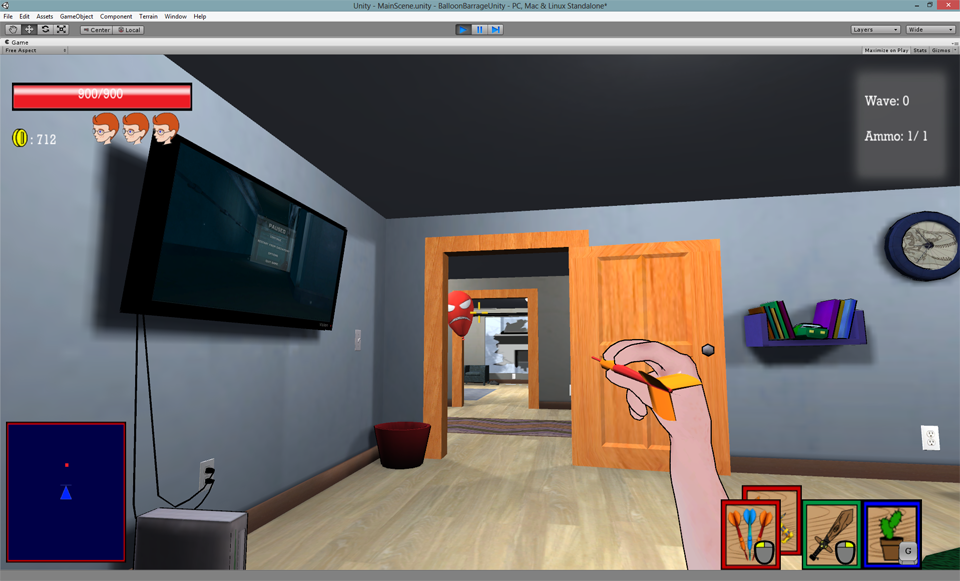 Unity - MainScene.unity - BalloonBarrageUnity - PC, Mac & Linux Standalone*
File Edit Assets GameObject Component Terrain Window Help
Center Local Layers Wide
Game
Free Aspect Maximize on Play Stats Gizmos
900/900
: 712
Wave: 0
Ammo: 1/ 1
PAUSED
G